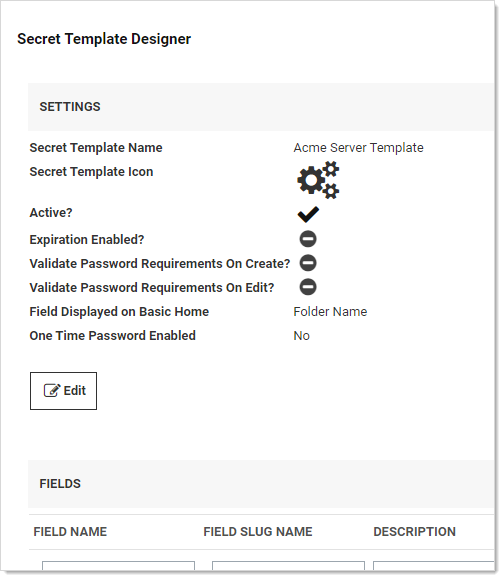 Secret Template Designer
SETTINGS
Secret Template Name Acme Server Template
Secret Template Icon
Active?
Expiration Enabled?
Validate Password Requirements On Create?
Validate Password Requirements On Edit?
Field Displayed on Basic Home Folder Name
One Time Password Enabled No
Edit
FIELDS
FIELD NAME FIELD SLUG NAME DESCRIPTION